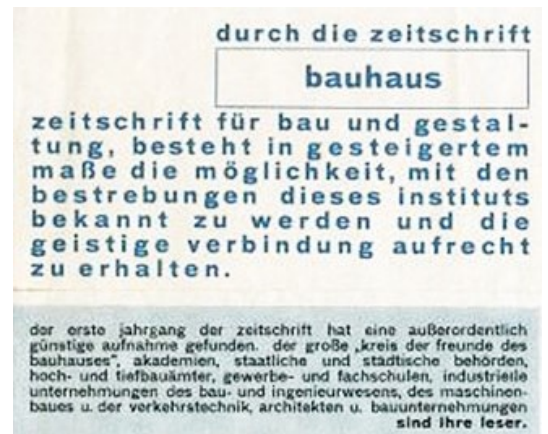 durch die zeitschrift
bauhaus
zeitschrift für bau und gestal-
tung, besteht in gesteigertem
maße die möglichkeit, mit den
bestrebungen dieses instituts
bekannt zu werden und die
geistige verbindung aufrecht
zu erhalten.
der erste jahrgang der zeitschrift hat eine außerordentlich
günstige aufnahme gefunden. der große „kreis der freunde des
bauhauses“, akademien, staatliche und städtische behörden,
hoch- und tiefbauämter, gewerbe- und fachschulen, industrielle
unternehmungen des bau- und ingenieurwesens, des maschinen-
baues u. der verkehrstechnik, architekten u. bauunternehmungen
sind ihre leser.